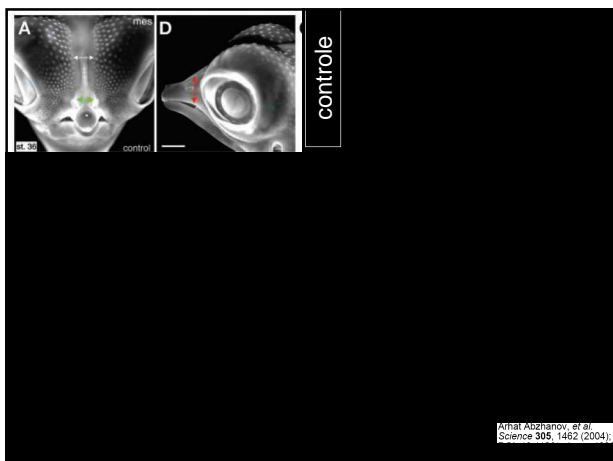 A
mes
D
controle
st. 36
control
Arhat Abzhanov, et al.
Science 305, 1462 (2004);